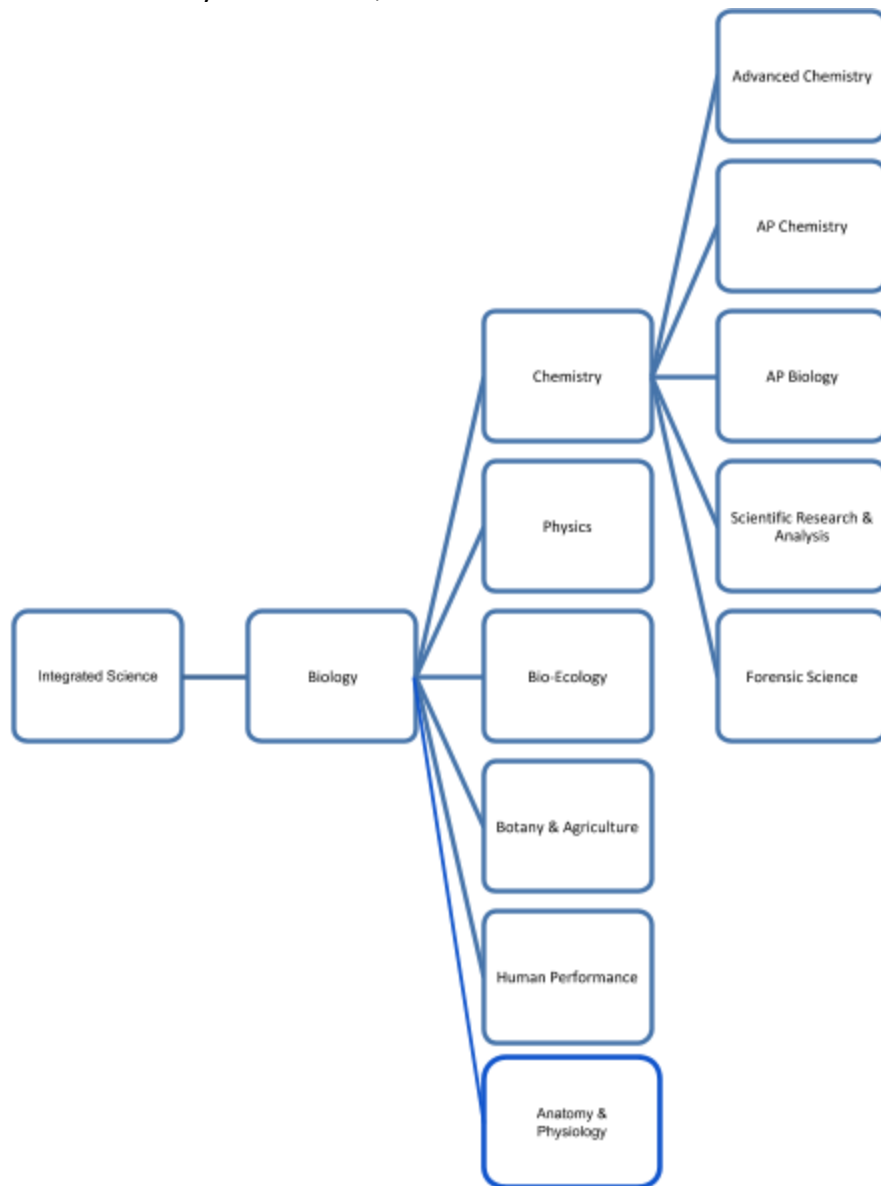 Advanced Chemistry
AP Chemistry
Chemistry
AP Biology
Physics
Scientific Research &
Analysis
Integrated Science
Biology
Bio-Ecology
Forensic Science
Botany & Agriculture
Human Performance
Anatomy &
Physiology